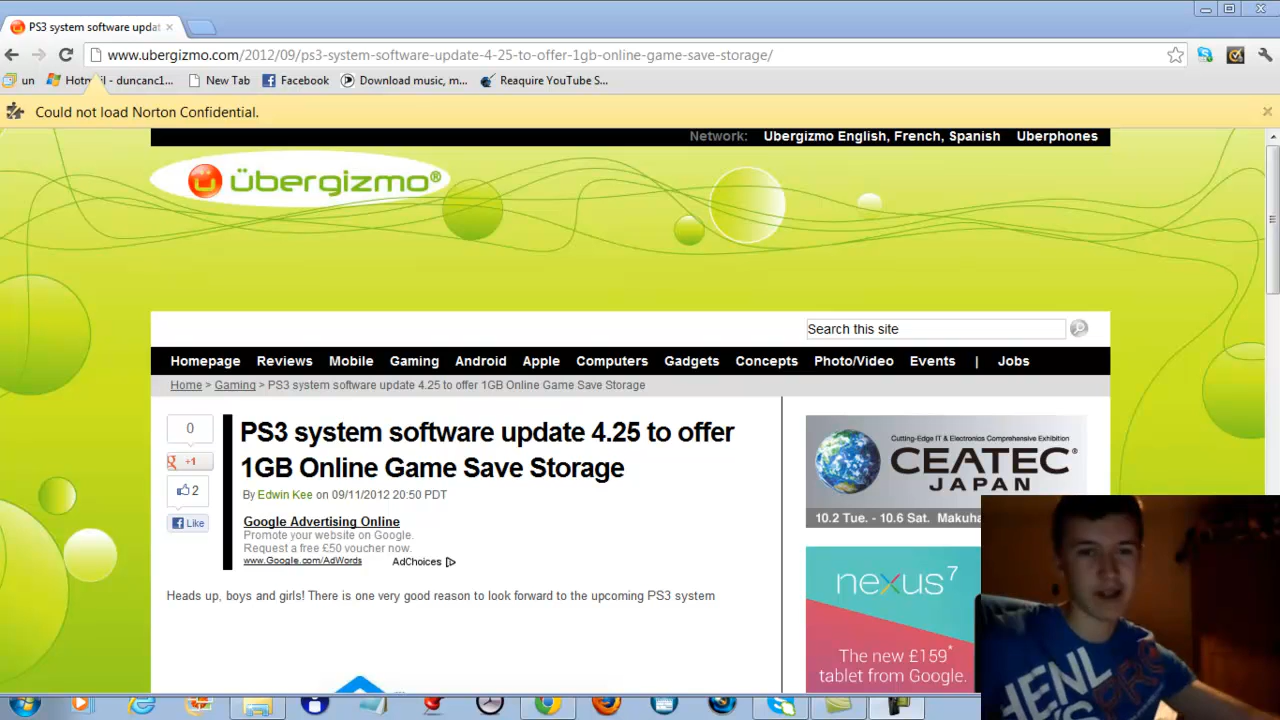 PS3 system software updat
www.ubergizmo.com/2012/09/ps3-system-software-update-4-25-to-offer-1gb-online-game-save-storage/
un
Hotmail - duncanc1...
New Tab
Facebook
Download music, m...
Reaquire YouTube S...
Could not load Norton Confidential.
Network: Ubergizmo English, French, Spanish Uberphones
übergizmo®
Search this site
Homepage Reviews Mobile Gaming Android Apple Computers Gadgets Concepts Photo/Video Events | Jobs
Home > Gaming > PS3 system software update 4.25 to offer 1GB Online Game Save Storage
0
+1
2
Like
PS3 system software update 4.25 to offer
1GB Online Game Save Storage
By Edwin Kee on 09/11/2012 20:50 PDT
Google Advertising Online
Promote your website on Google.
Request a free £50 voucher now.
www.Google.com/AdWords AdChoices
Heads up, boys and girls! There is one very good reason to look forward to the upcoming PS3 system
Cutting-Edge IT & Electronics Comprehensive Exhibition
CEATEC®
JAPAN
10.2 Tue. - 10.6 Sat. Makuha
nexus 7
The new £159*
tablet from Google.